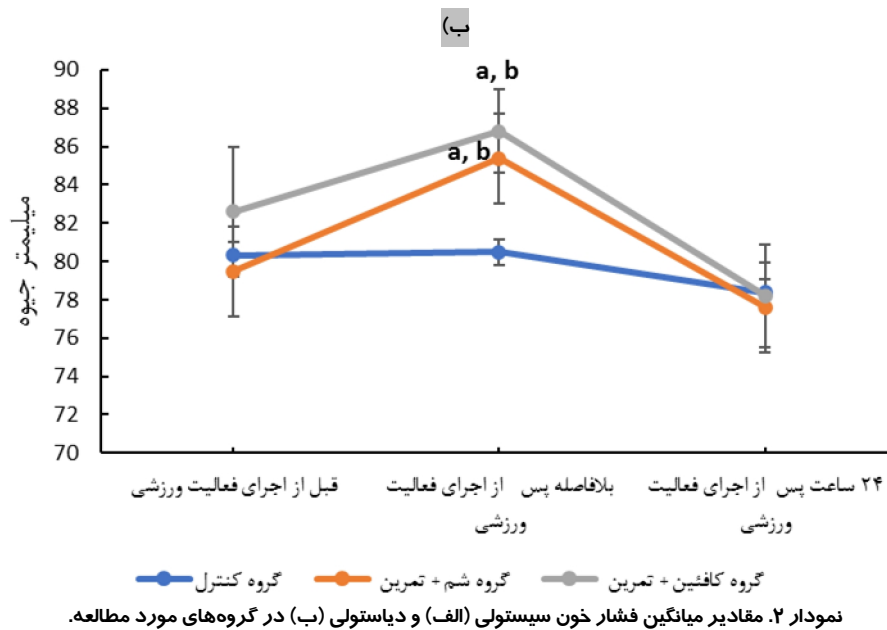 ب)
90
88
86
84
82
80
78
76
74
72
70
میلیمتر جیوه
a, b
a, b
قبل از اجرای فعالیت ورزشی
بلافاصله پس از اجرای فعالیت
ورزشی
۲۴ ساعت پس از اجرای فعالیت
ورزشی
گروه کنترل
گروه شم + تمرین
گروه کافئین + تمرین
نمودار ۲. مقادیر میانگین فشار خون سیستولی (الف) و دیاستولی (ب) در گروه‌های مورد مطالعه.